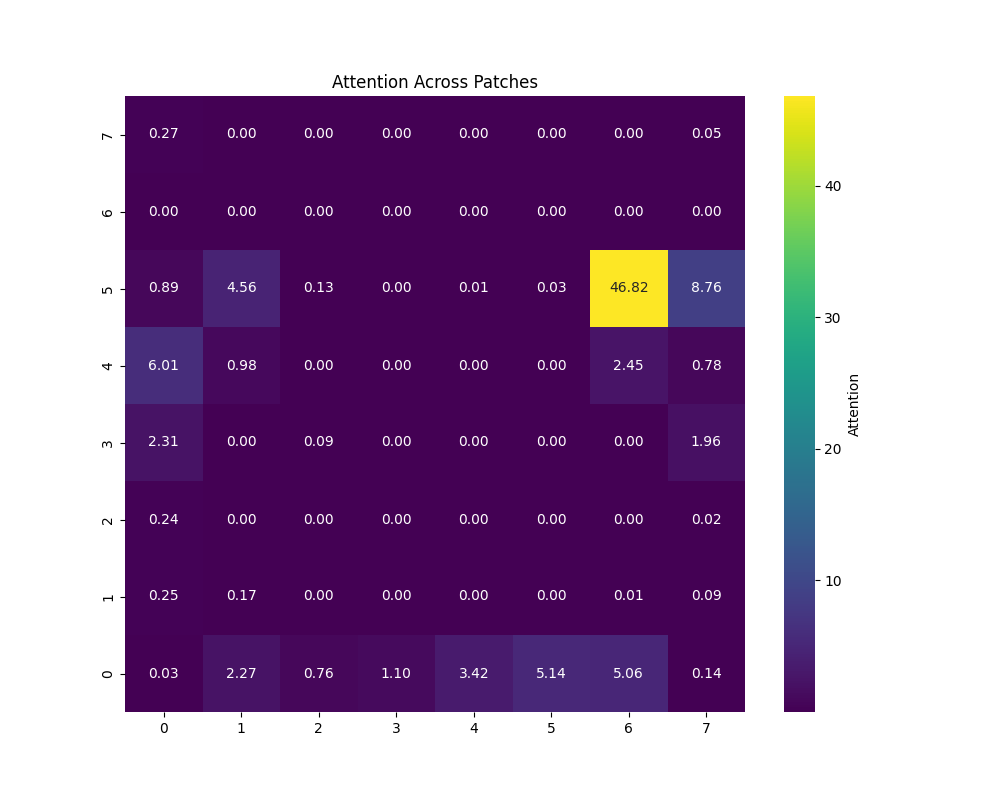 Attention Across Patches
7 0.27 0.00 0.00 0.00 0.00 0.00 0.00 0.05
6 0.00 0.00 0.00 0.00 0.00 0.00 0.00 0.00
5 0.89 4.56 0.13 0.00 0.01 0.03 46.82 8.76
4 6.01 0.98 0.00 0.00 0.00 0.00 2.45 0.78
3 2.31 0.00 0.09 0.00 0.00 0.00 0.00 1.96
2 0.24 0.00 0.00 0.00 0.00 0.00 0.00 0.02
1 0.25 0.17 0.00 0.00 0.00 0.00 0.01 0.09
0 0.03 2.27 0.76 1.10 3.42 5.14 5.06 0.14
0 1 2 3 4 5 6 7
40
30
20
10
Attention